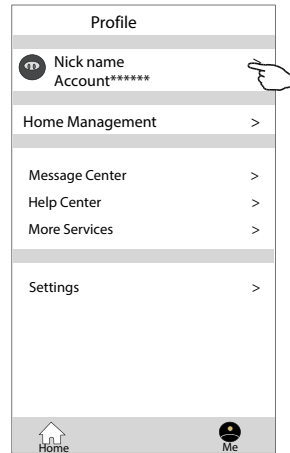 Profile
Nick name
Account******
Home Management >
Message Center >
Help Center >
More Services >
Settings >
Home Me